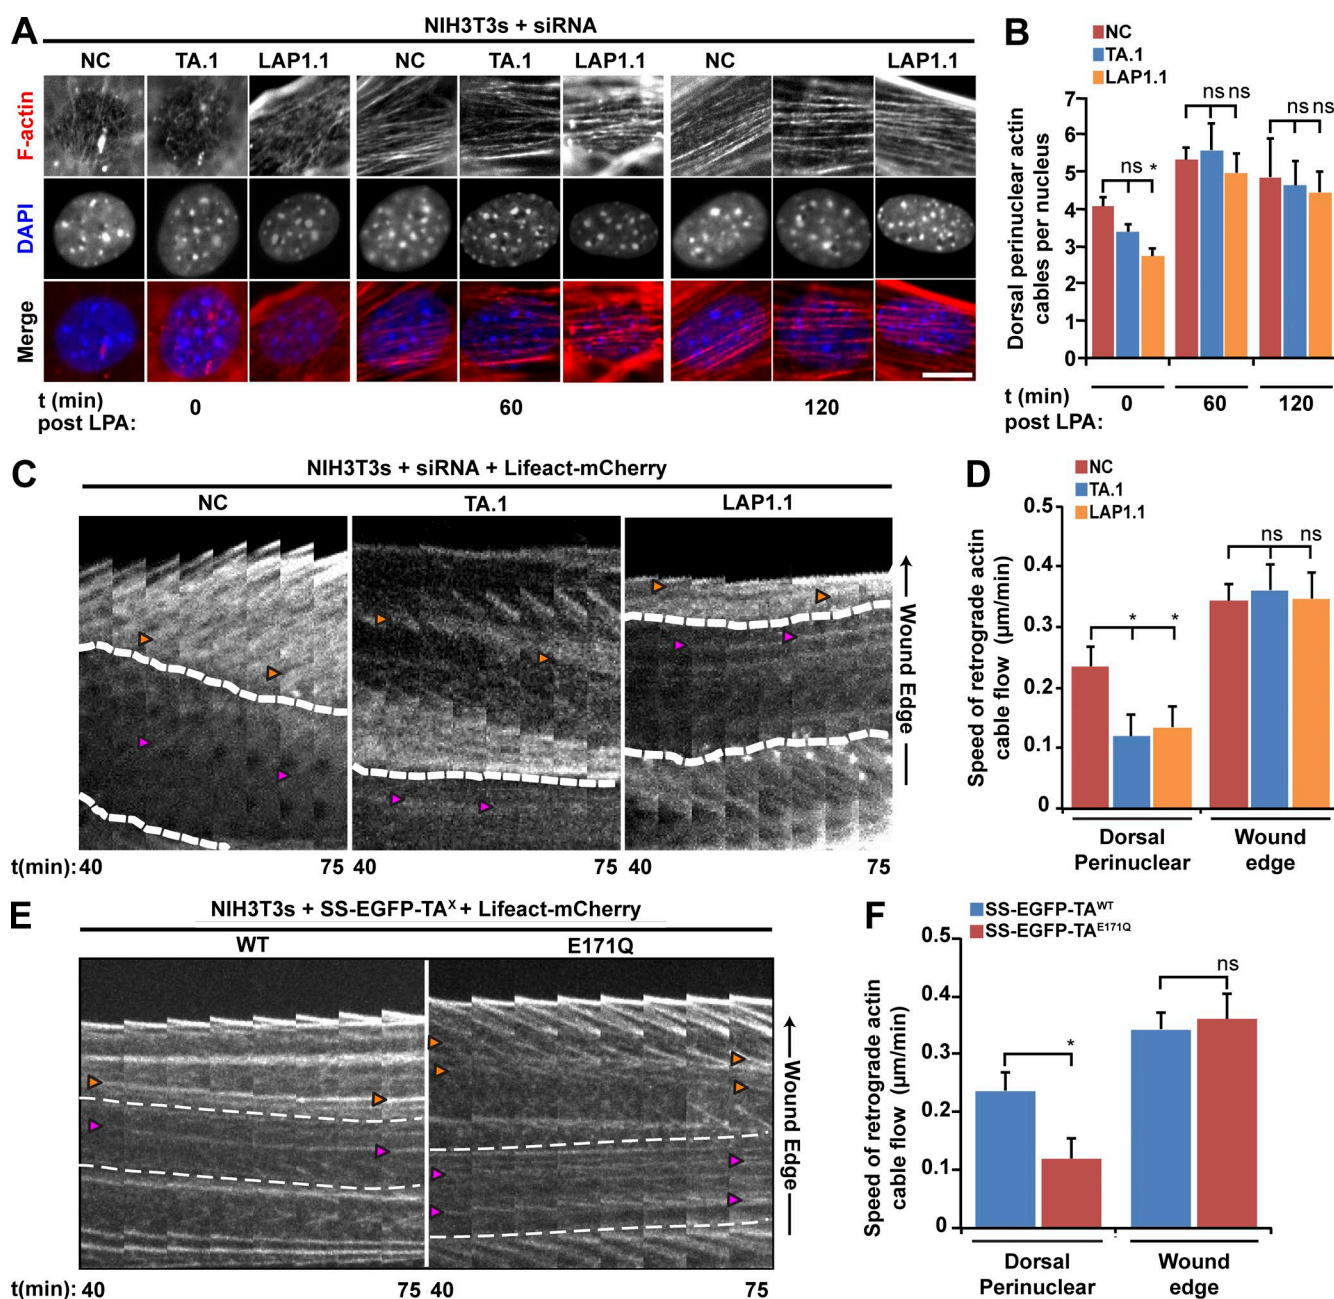 A
NIH3T3s + siRNA
NC TA.1 LAP1.1 NC TA.1 LAP1.1 NC LAP1.1
F-actin
DAPI
Merge
t (min)
post LPA:
0 60 120
B
NC
TA.1
LAP1.1
Dorsal perinuclear actin
cables per nucleus
7
6
5
4
3
2
1
0
ns * ns ns ns ns
t (min)
post LPA:
0 60 120
C
NIH3T3s + siRNA + Lifeact-mCherry
NC TA.1 LAP1.1
Wound Edge
t(min): 40 75 40 75
D
NC
TA.1
LAP1.1
Speed of retrograde actin
cable flow (µm/min)
0.5
0.4
0.3
0.2
0.1
0
* * ns ns
Dorsal
Perinuclear
Wound
edge
E
NIH3T3s + SS-EGFP-TAˣ + Lifeact-mCherry
WT E171Q
Wound Edge
t(min): 40 75 40 75
F
SS-EGFP-TAWT
SS-EGFP-TAE171Q
Speed of retrograde actin
cable flow (µm/min)
0.5
0.4
0.3
0.2
0.1
0
* ns
Dorsal
Perinuclear
Wound
edge